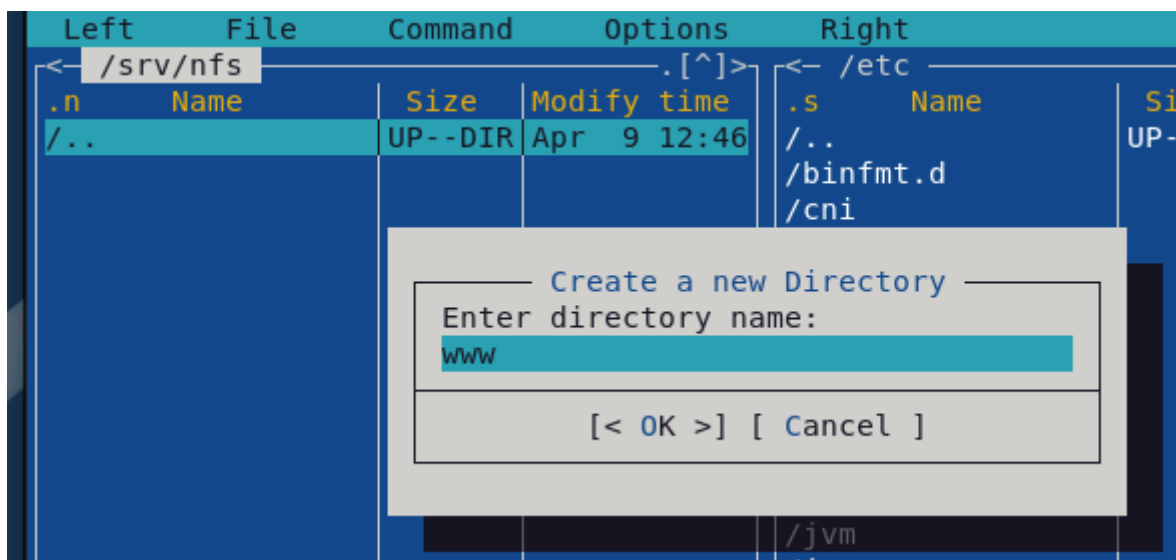 Left File Command Options Right
<— /srv/nfs —.[^]>
.n Name Size Modify time
/.. UP--DIR Apr 9 12:46
<— /etc —
.s Name Si
/.. UP-
/binfmt.d
/cni
Create a new Directory
Enter directory name:
www
[< OK >] [ Cancel ]
/jvm